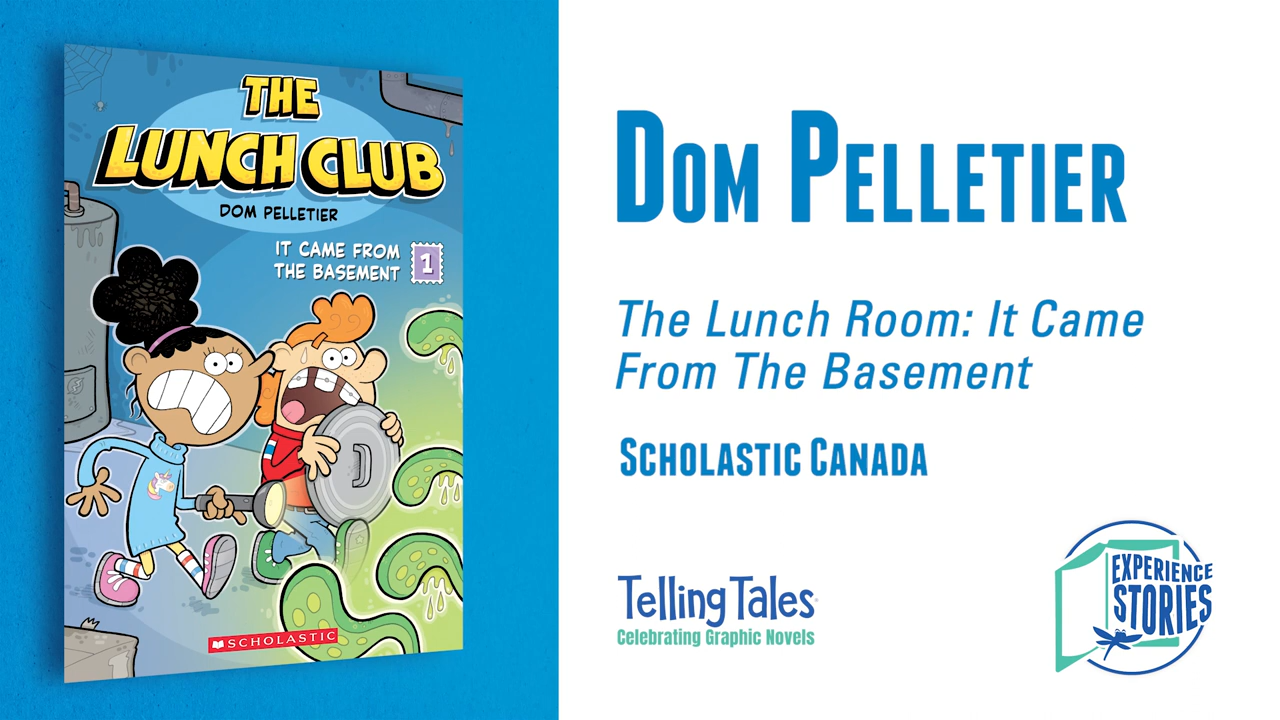 THE
LUNCH CLUB
DOM PELLETIER
IT CAME FROM
THE BASEMENT
1
SCHOLASTIC
DOM PELLETIER
The Lunch Room: It Came
From The Basement
SCHOLASTIC CANADA
Telling Tales
Celebrating Graphic Novels
EXPERIENCE
STORIES